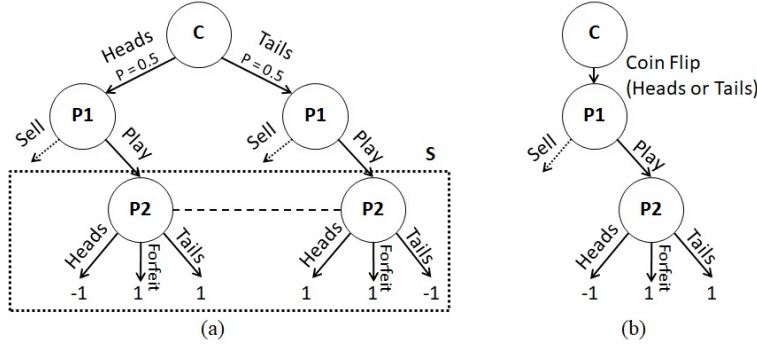 C
Heads
P = 0.5
Tails
P = 0.5
P1
P1
Sell
Play
Sell
Play
S
P2
P2
Heads
Forfeit
Tails
Heads
Forfeit
Tails
-1
1
1
1
1
-1
(a)
C
Coin Flip
(Heads or Tails)
P1
Sell
Play
P2
Heads
Forfeit
Tails
-1
1
1
(b)